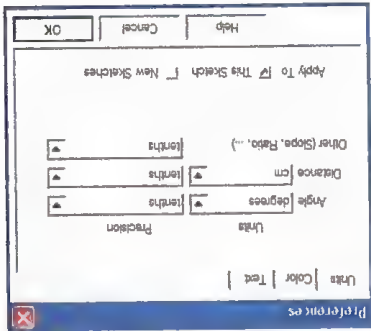 Preferences
Units Color Text
Units Precision
Angle degrees tenths
Distance cm tenths
Other (Slope, Ratio, ...) tenths
Apply To This Sketch New Sketches
Help Cancel OK